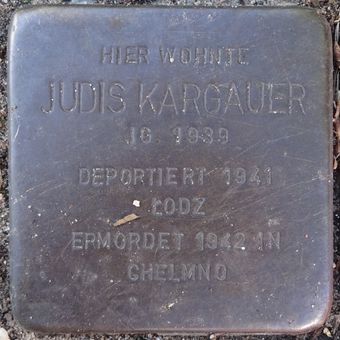 HIER WOHNTE
JUDIS KARGAUER
JG. 1939
DEPORTIERT 1941
ŁODZ
ERMORDET 1942 IN
CHELMNO